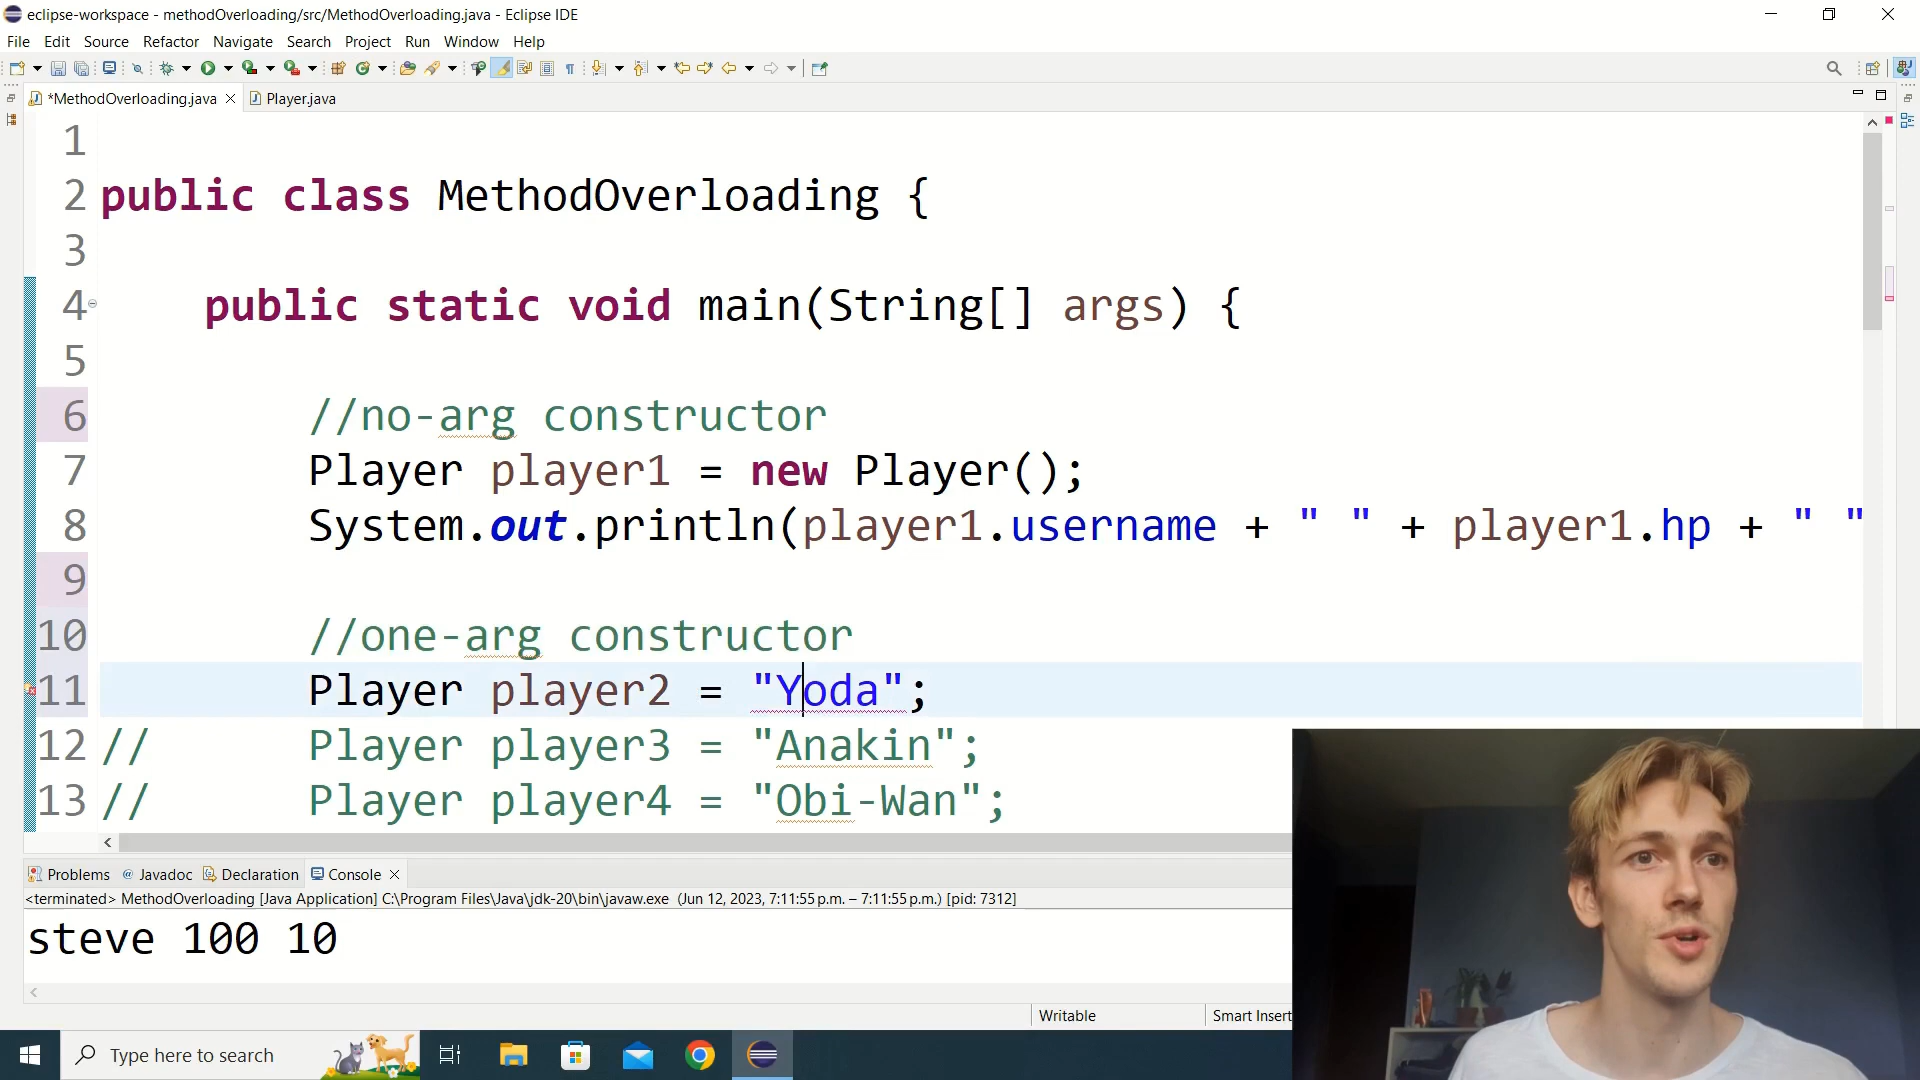 eclipse-workspace - methodOverloading/src/MethodOverloading.java - Eclipse IDE
File Edit Source Refactor Navigate Search Project Run Window Help
*MethodOverloading.java Player.java
1
2 public class MethodOverloading {
3
4 public static void main(String[] args) {
5
6 //no-arg constructor
7 Player player1 = new Player();
8 System.out.println(player1.username + " " + player1.hp + " "
9
10 //one-arg constructor
11 Player player2 = "Yoda";
12 // Player player3 = "Anakin";
13 // Player player4 = "Obi-Wan";
Problems @ Javadoc Declaration Console
<terminated> MethodOverloading [Java Application] C:\Program Files\Java\jdk-20\bin\javaw.exe (Jun 12, 2023, 7:11:55 p.m. – 7:11:55 p.m.) [pid: 7312]
steve 100 10
Writable Smart Insert
Type here to search